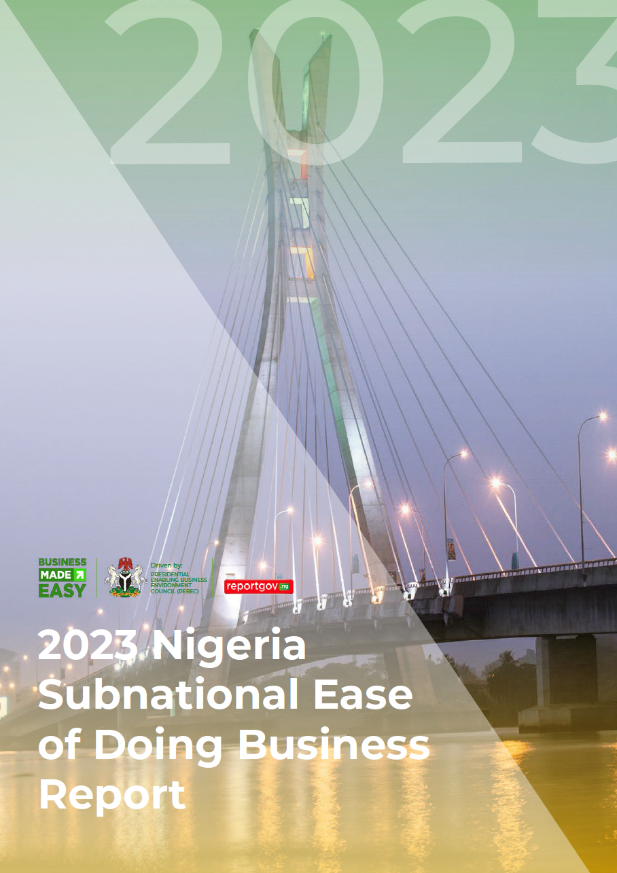 2023
BUSINESS
MADE
EASY
Driven by:
PRESIDENTIAL
ENABLING BUSINESS
ENVIRONMENT
COUNCIL (PEBEC)
reportgov.ng
2023 Nigeria
Subnational Ease
of Doing Business
Report